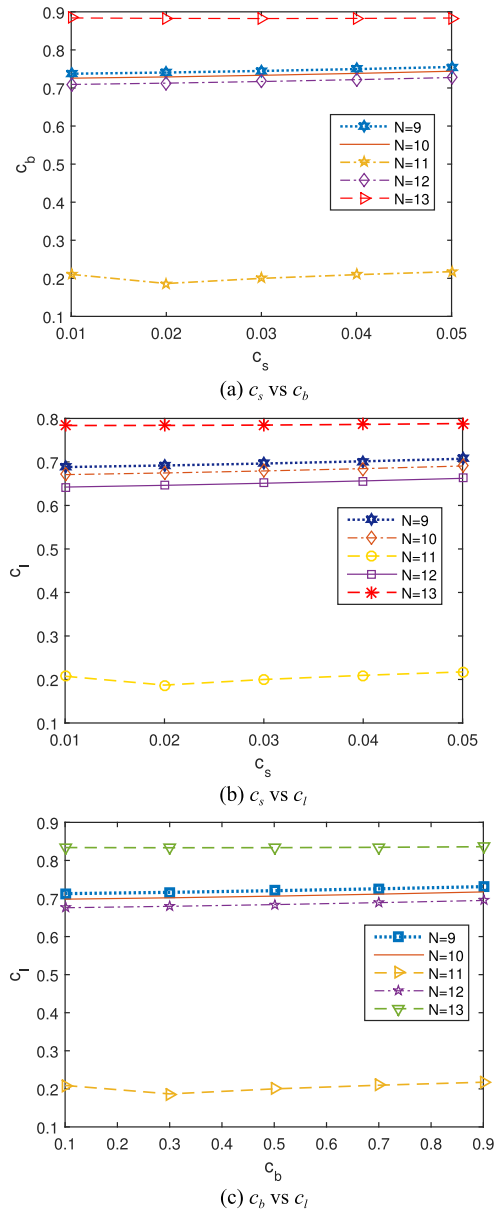 0.9
0.8
0.7
0.6
0.5
0.4
0.3
0.2
0.1
c_b
N=9
N=10
N=11
N=12
N=13
0.01 0.02 0.03 0.04 0.05
c_s
(a) c_s vs c_b
0.8
0.7
0.6
0.5
0.4
0.3
0.2
0.1
c_l
N=9
N=10
N=11
N=12
N=13
0.01 0.02 0.03 0.04 0.05
c_s
(b) c_s vs c_l
0.9
0.8
0.7
0.6
0.5
0.4
0.3
0.2
0.1
c_l
N=9
N=10
N=11
N=12
N=13
0.1 0.2 0.3 0.4 0.5 0.6 0.7 0.8 0.9
c_b
(c) c_b vs c_l